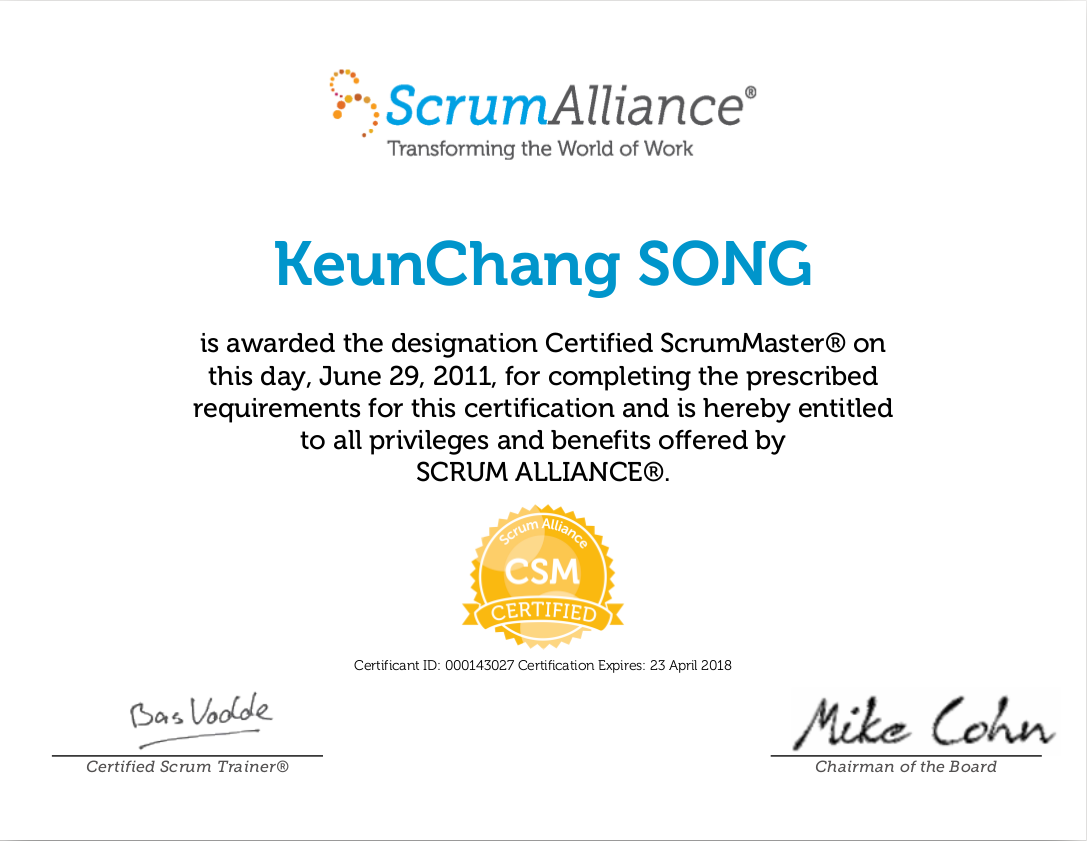 ScrumAlliance®
Transforming the World of Work
KeunChang SONG
is awarded the designation Certified ScrumMaster® on
this day, June 29, 2011, for completing the prescribed
requirements for this certification and is hereby entitled
to all privileges and benefits offered by
SCRUM ALLIANCE®.
Scrum Alliance
CSM
CERTIFIED
Certificant ID: 000143027 Certification Expires: 23 April 2018
Bas Vodde
Mike Cohn
Certified Scrum Trainer®
Chairman of the Board